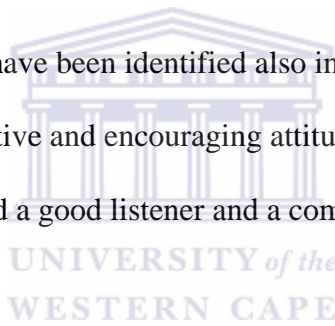 have been identified also in
tive and encouraging attitu
d a good listener and a com
UNIVERSITY of the
WESTERN CAPE